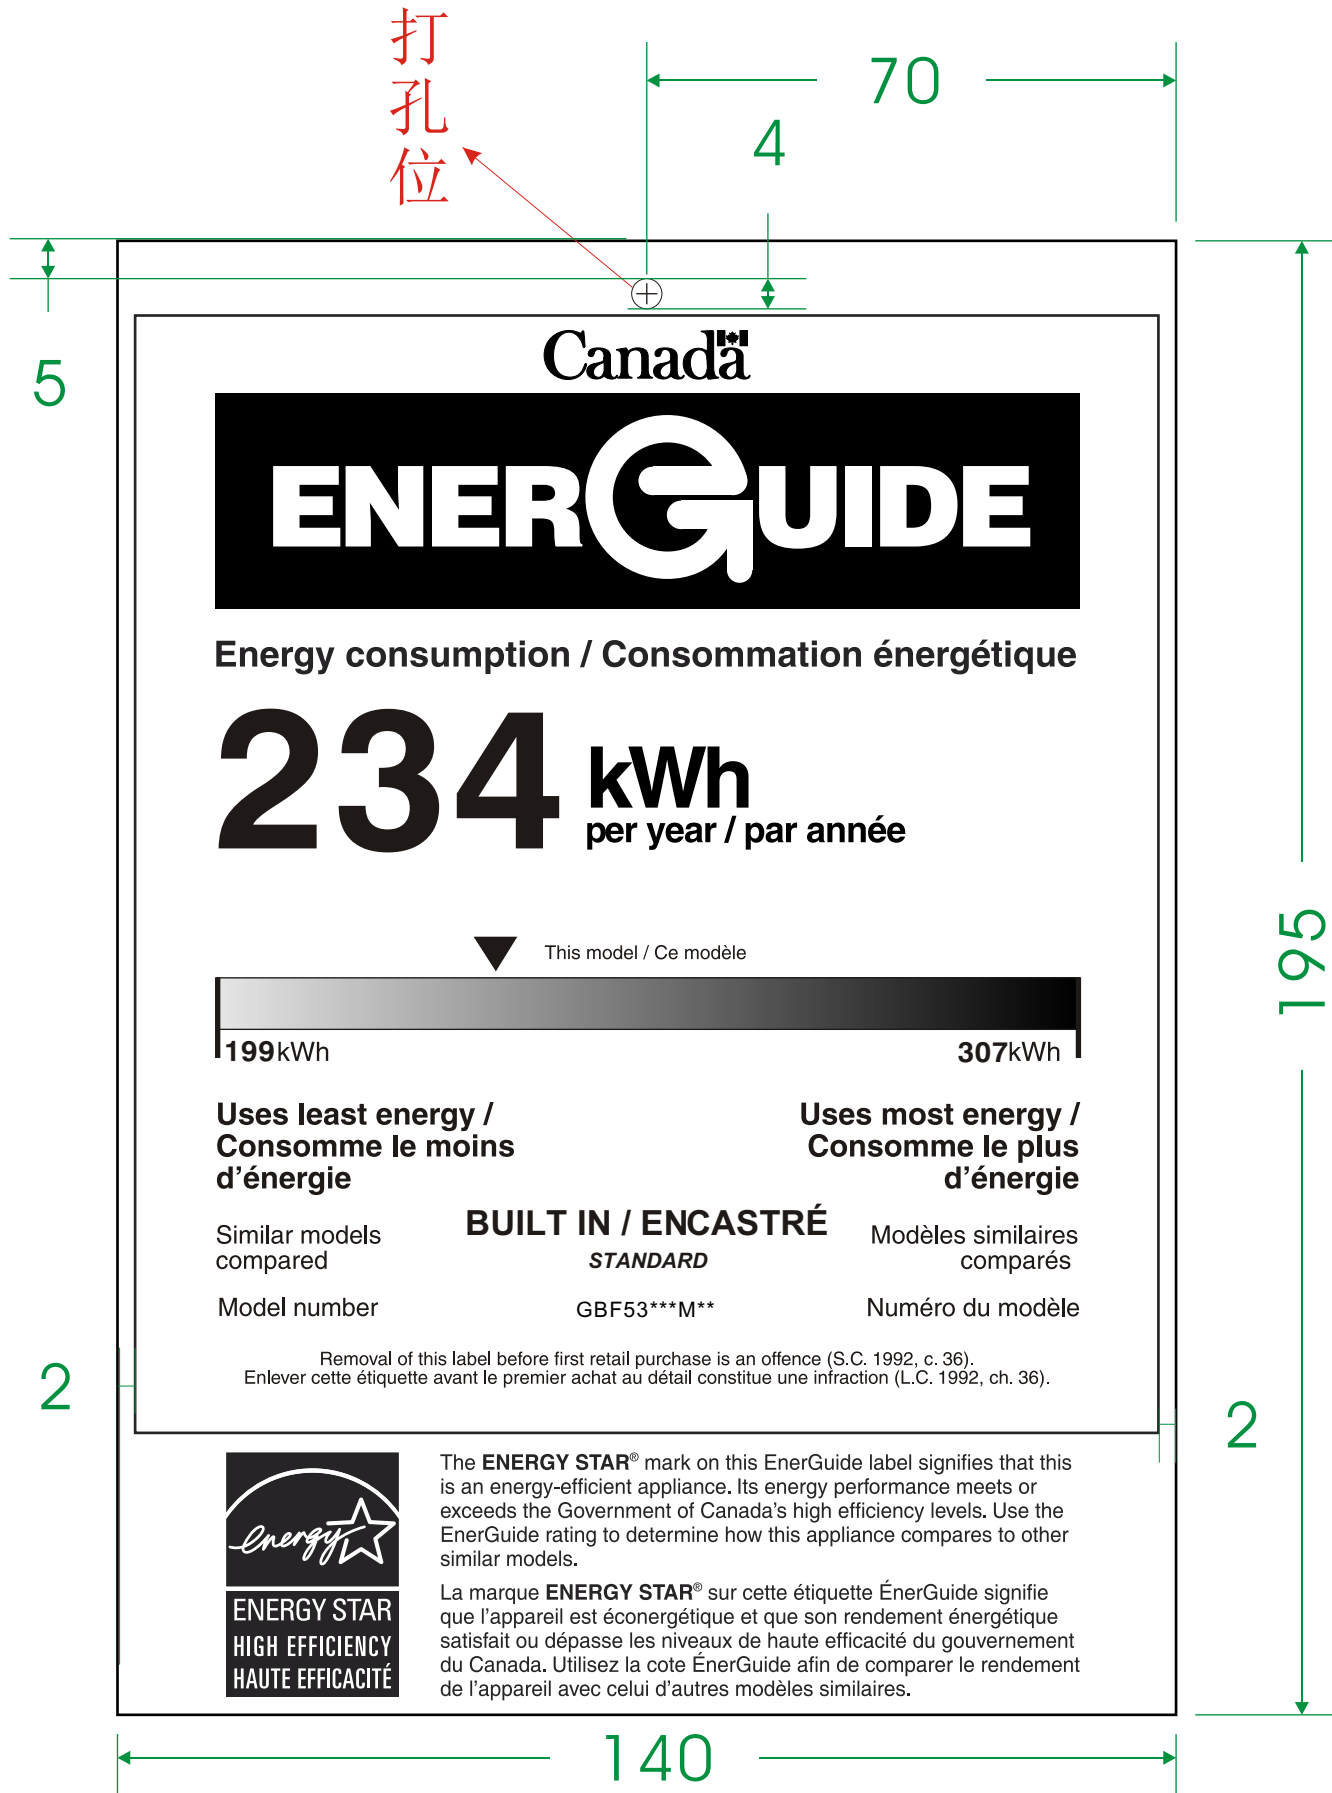 打孔位
70
4
5
Canada
ENERGUIDE
Energy consumption / Consommation énergétique
234 kWh
per year / par année
This model / Ce modèle
199kWh
307kWh
Uses least energy /
Consomme le moins
d'énergie
Uses most energy /
Consomme le plus
d'énergie
Similar models
compared
BUILT IN / ENCASTRÉ
STANDARD
Modèles similaires
comparés
Model number
GBF53***M**
Numéro du modèle
Removal of this label before first retail purchase is an offence (S.C. 1992, c. 36).
Enlever cette étiquette avant le premier achat au détail constitue une infraction (L.C. 1992, ch. 36).
195
2
2
energy
ENERGY STAR
HIGH EFFICIENCY
HAUTE EFFICACITÉ
The ENERGY STAR® mark on this EnerGuide label signifies that this
is an energy-efficient appliance. Its energy performance meets or
exceeds the Government of Canada's high efficiency levels. Use the
EnerGuide rating to determine how this appliance compares to other
similar models.
La marque ENERGY STAR® sur cette étiquette ÉnerGuide signifie
que l'appareil est éconergétique et que son rendement énergétique
satisfait ou dépasse les niveaux de haute efficacité du gouvernement
du Canada. Utilisez la cote ÉnerGuide afin de comparer le rendement
de l'appareil avec celui d'autres modèles similaires.
140